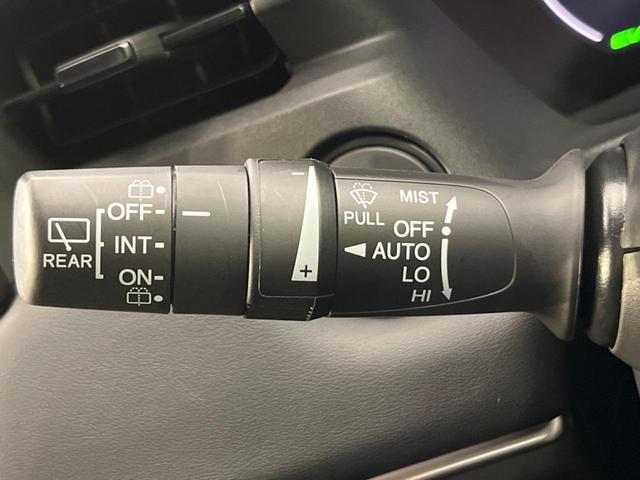 REAR
OFF
INT
ON
−
+
PULL
MIST
OFF
AUTO
LO
HI